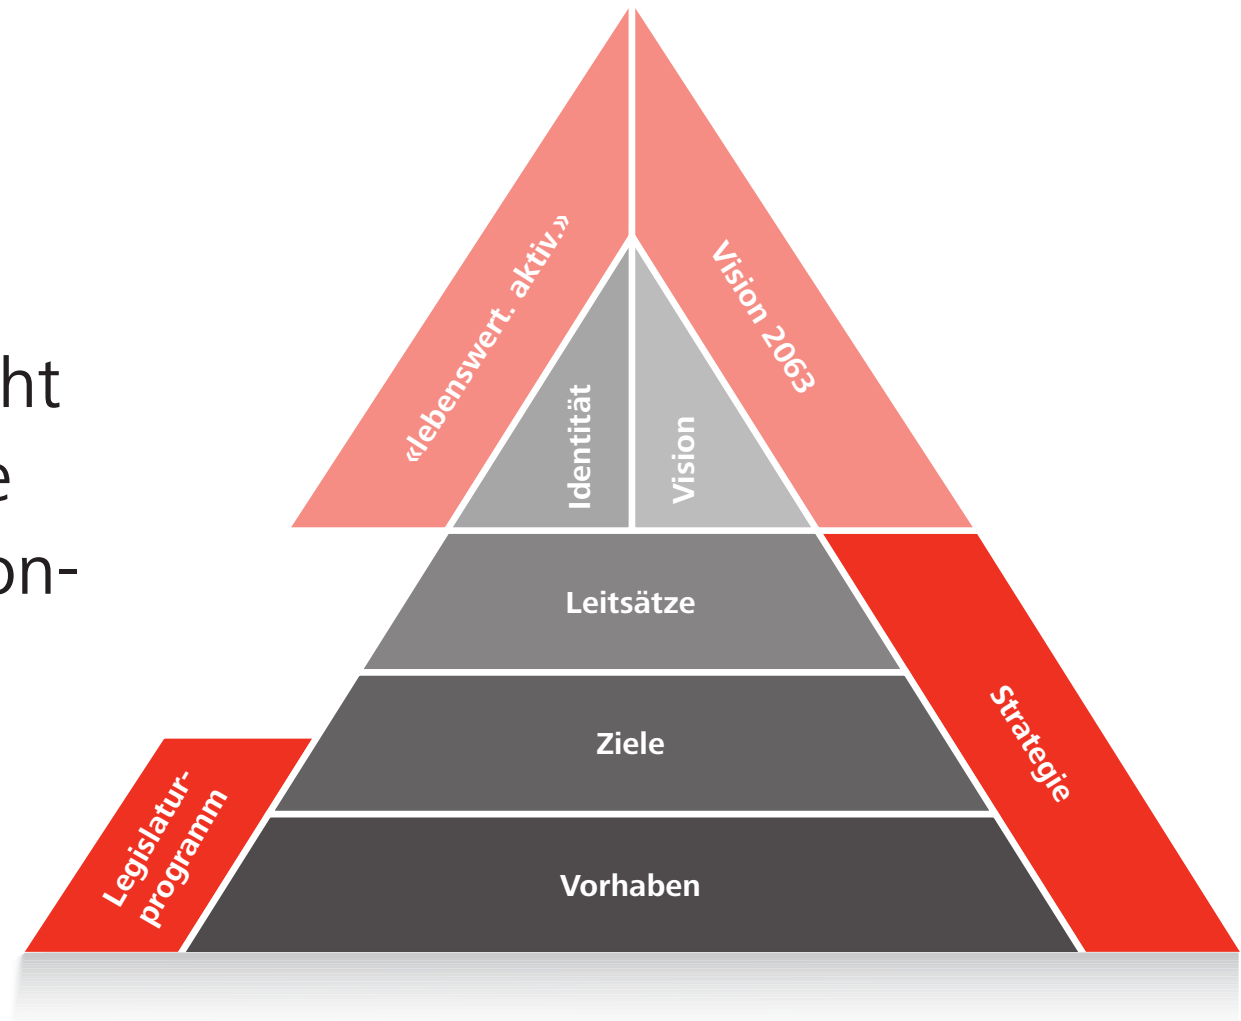 «lebenswert. aktiv.»
Vision 2063
ht
e
on-
Identität
Vision
Leitsätze
Ziele
Strategie
Legislatur-
programm
Vorhaben